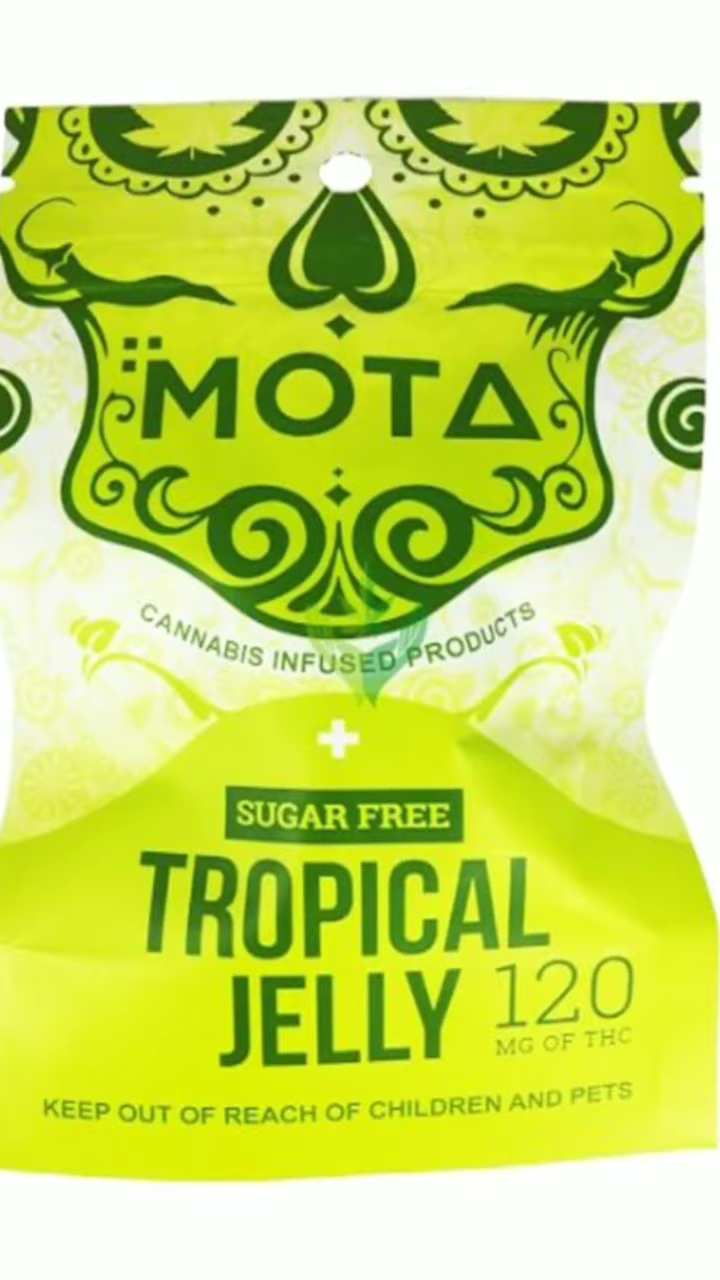 MOTA
CANNABIS INFUSED PRODUCTS
SUGAR FREE
TROPICAL
JELLY
120
MG OF THC
KEEP OUT OF REACH OF CHILDREN AND PETS